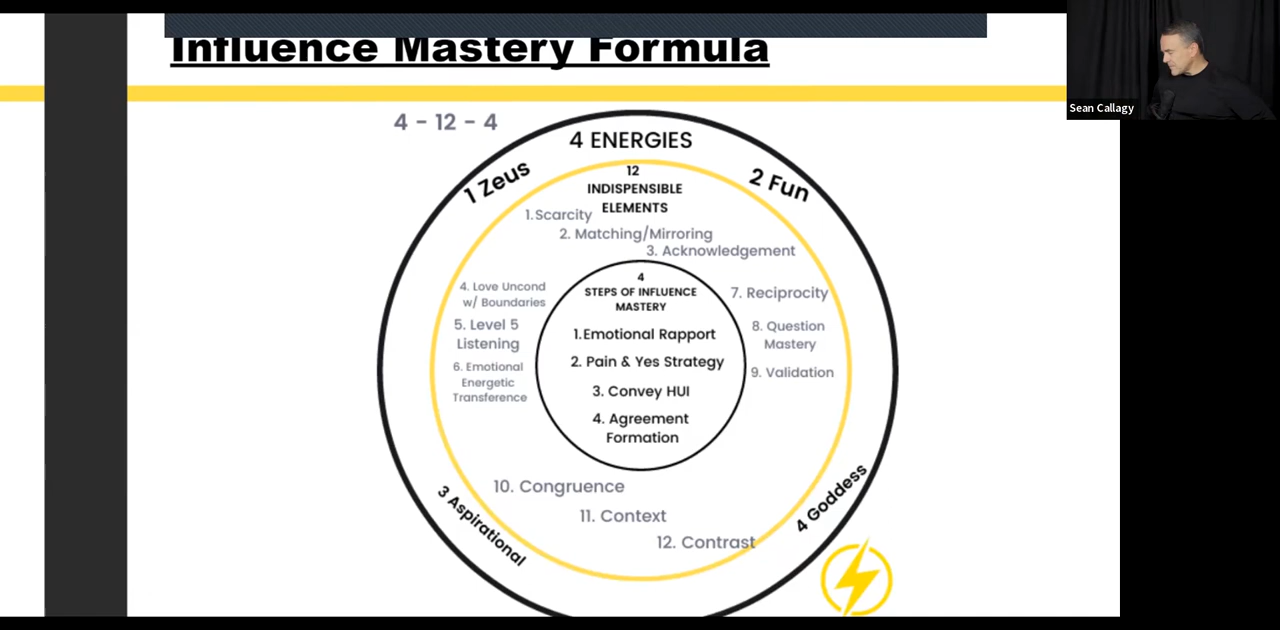 Influence Mastery Formula
Sean Callagy
4 - 12 - 4
4 ENERGIES
1 Zeus
2 Fun
12
INDISPENSIBLE
ELEMENTS
1.Scarcity
2. Matching/Mirroring
3. Acknowledgement
4. Love Uncond
w/ Boundaries
5. Level 5
Listening
6. Emotional
Energetic
Transference
4
STEPS OF INFLUENCE
MASTERY
1.Emotional Rapport
2. Pain & Yes Strategy
3. Convey HUI
4. Agreement
Formation
7. Reciprocity
8. Question
Mastery
9. Validation
10. Congruence
11. Context
12. Contrast
3 Aspirational
4 Goddess